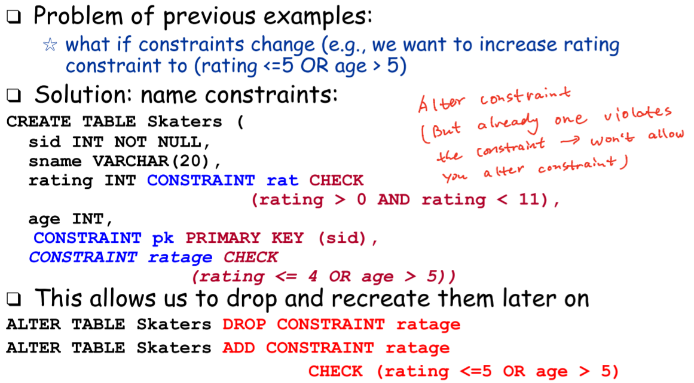 ❑ Problem of previous examples:
☆ what if constraints change (e.g., we want to increase rating
constraint to (rating <=5 OR age > 5)
❑ Solution: name constraints:
CREATE TABLE Skaters (
sid INT NOT NULL,
sname VARCHAR(20),
rating INT CONSTRAINT rat CHECK
(rating > 0 AND rating < 11),
age INT,
CONSTRAINT pk PRIMARY KEY (sid),
CONSTRAINT ratage CHECK
(rating <= 4 OR age > 5))
Alter constraint
(But already one violates
the constraint → won't allow
you alter constraint)
❑ This allows us to drop and recreate them later on
ALTER TABLE Skaters DROP CONSTRAINT ratage
ALTER TABLE Skaters ADD CONSTRAINT ratage
CHECK (rating <=5 OR age > 5)